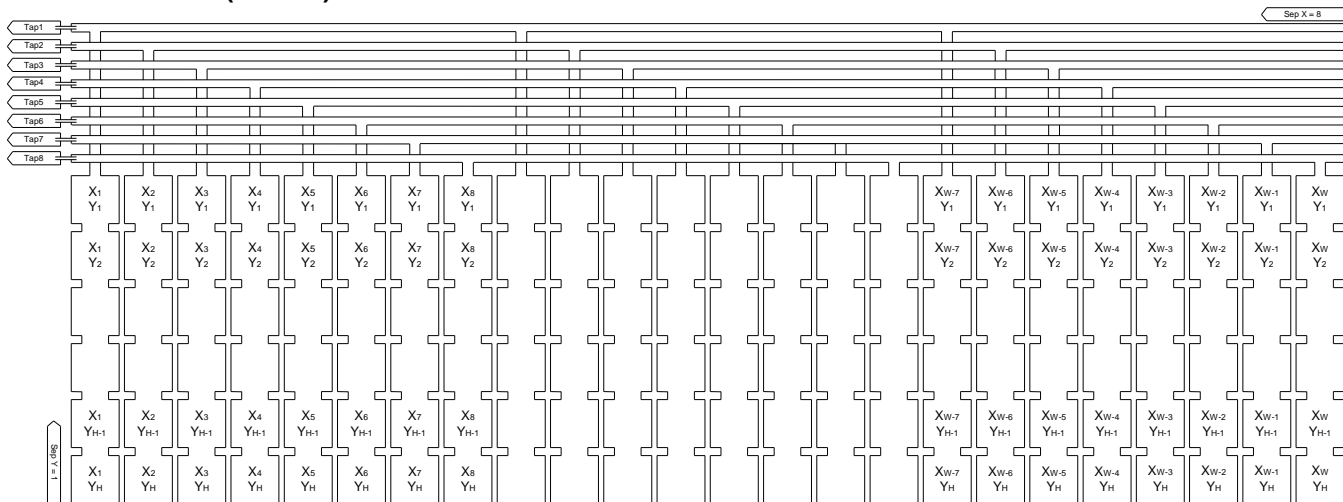 Sep X = 8
Tap1
Tap2
Tap3
Tap4
Tap5
Tap6
Tap7
Tap8
X1 X2 X3 X4 X5 X6 X7 X8 XW-7 XW-6 XW-5 XW-4 XW-3 XW-2 XW-1 XW
Y1 Y1 Y1 Y1 Y1 Y1 Y1 Y1 Y1 Y1 Y1 Y1 Y1 Y1 Y1 Y1
X1 X2 X3 X4 X5 X6 X7 X8 XW-7 XW-6 XW-5 XW-4 XW-3 XW-2 XW-1 XW
Y2 Y2 Y2 Y2 Y2 Y2 Y2 Y2 Y2 Y2 Y2 Y2 Y2 Y2 Y2 Y2
X1 X2 X3 X4 X5 X6 X7 X8 XW-7 XW-6 XW-5 XW-4 XW-3 XW-2 XW-1 XW
YH-1 YH-1 YH-1 YH-1 YH-1 YH-1 YH-1 YH-1 YH-1 YH-1 YH-1 YH-1 YH-1 YH-1 YH-1 YH-1
Sep Y = 1
X1 X2 X3 X4 X5 X6 X7 X8 XW-7 XW-6 XW-5 XW-4 XW-3 XW-2 XW-1 XW
YH YH YH YH YH YH YH YH YH YH YH YH YH YH YH YH